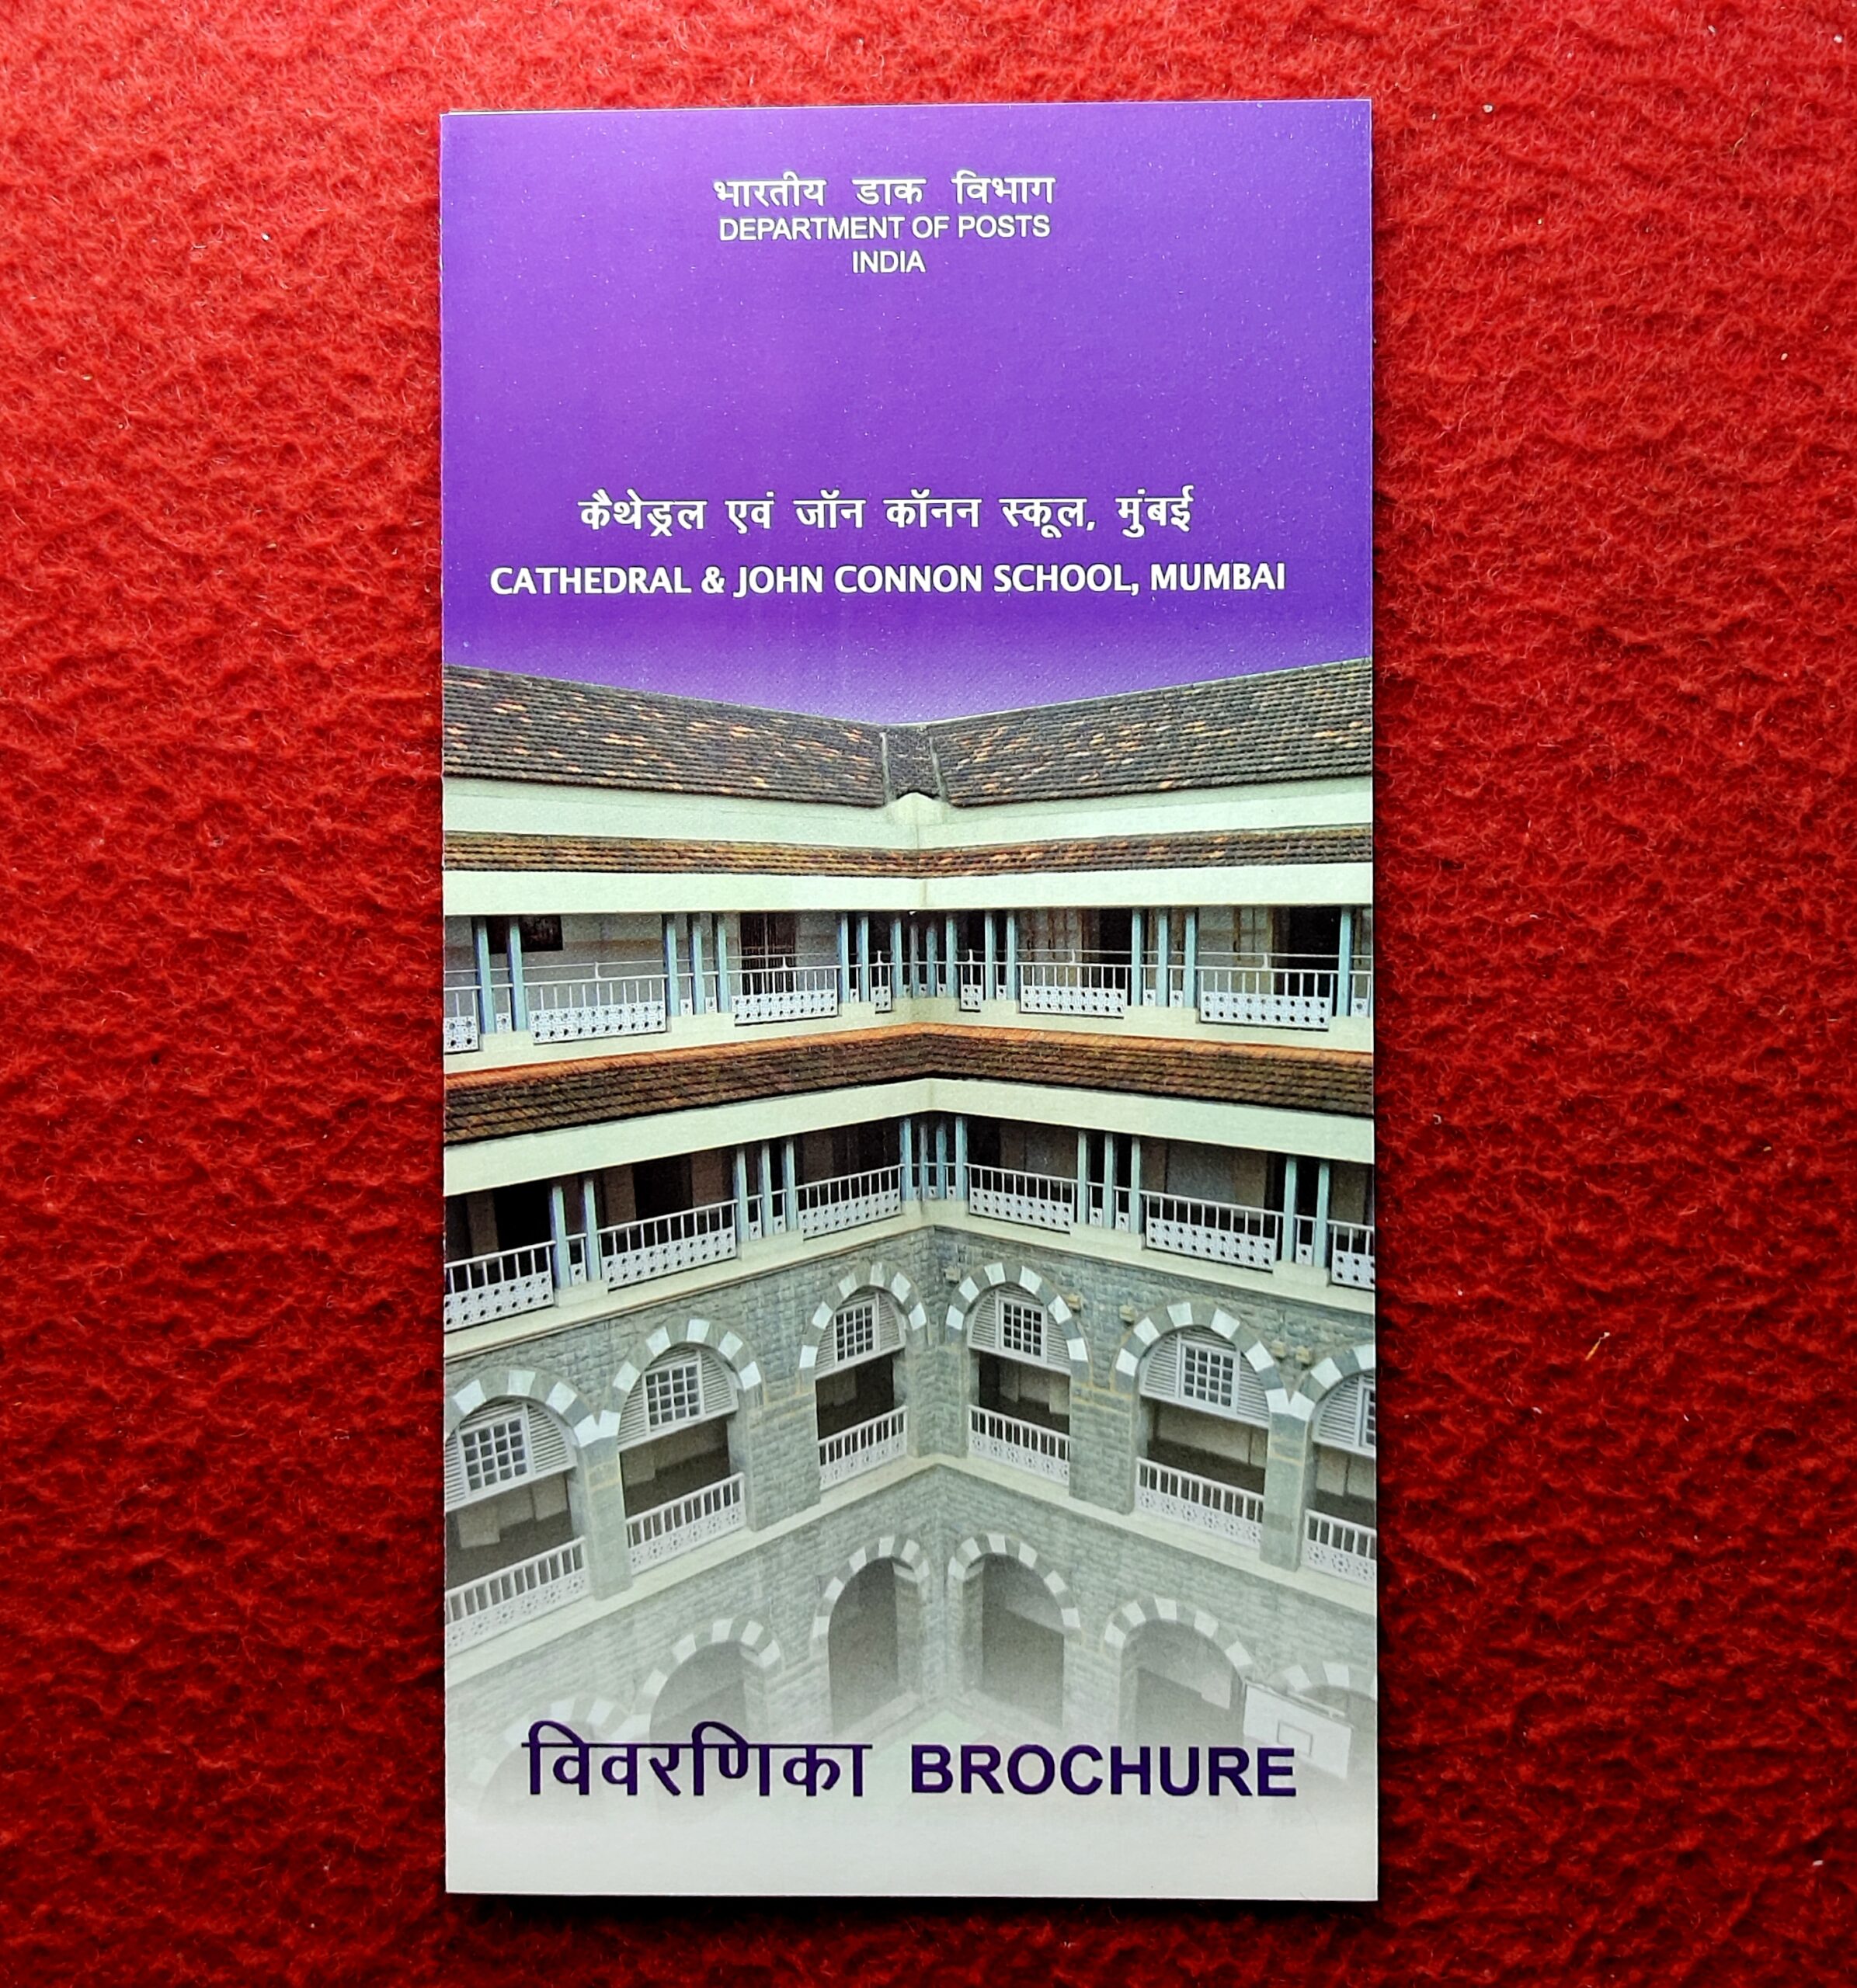 भारतीय डाक विभाग
DEPARTMENT OF POSTS
INDIA
कैथेड्रल एवं जॉन कॉनन स्कूल, मुंबई
CATHEDRAL & JOHN CONNON SCHOOL, MUMBAI
विवरणिका BROCHURE